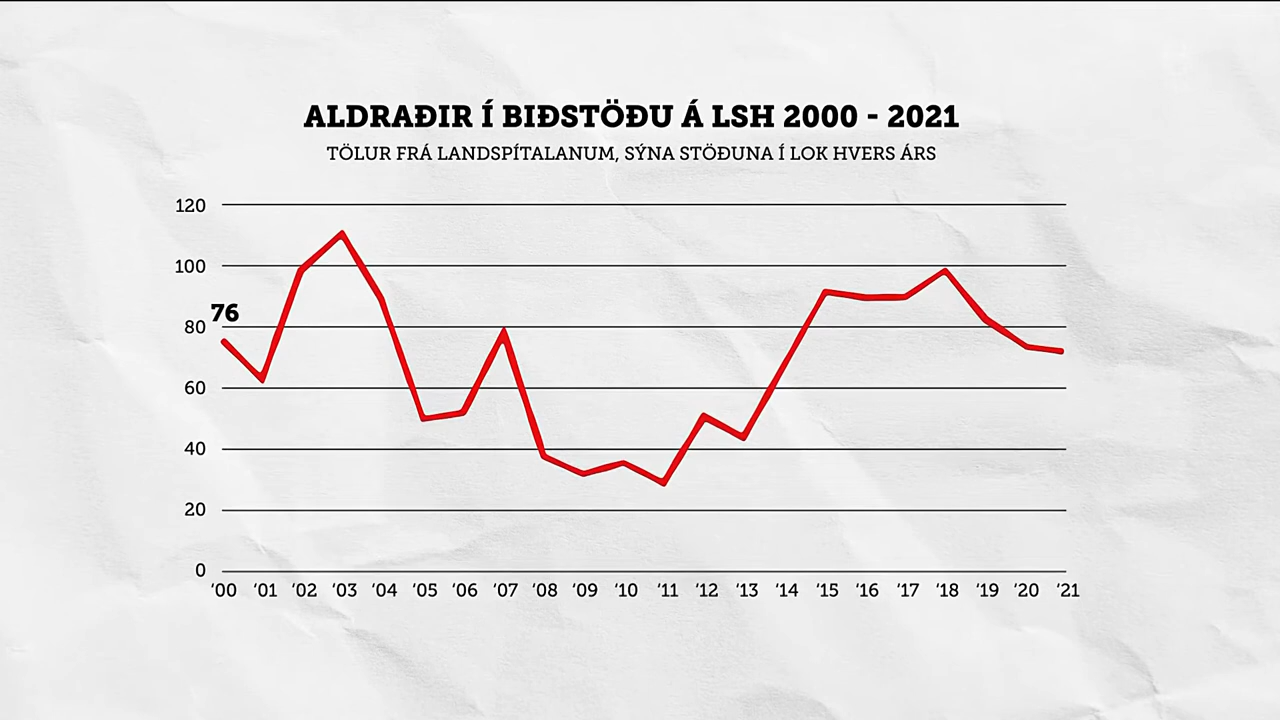 ALDRAÐIR Í BIÐSTÖÐU Á LSH 2000 - 2021
TÖLUR FRÁ LANDSPÍTALANUM, SÝNA STÖÐUNA Í LOK HVERS ÁRS
120
100
76
80
60
40
20
0
‘00 ‘01 ‘02 ‘03 ‘04 ‘05 ‘06 ‘07 ‘08 ‘09 ‘10 ‘11 ‘12 ‘13 ‘14 ‘15 ‘16 ‘17 ‘18 ‘19 ‘20 ‘21